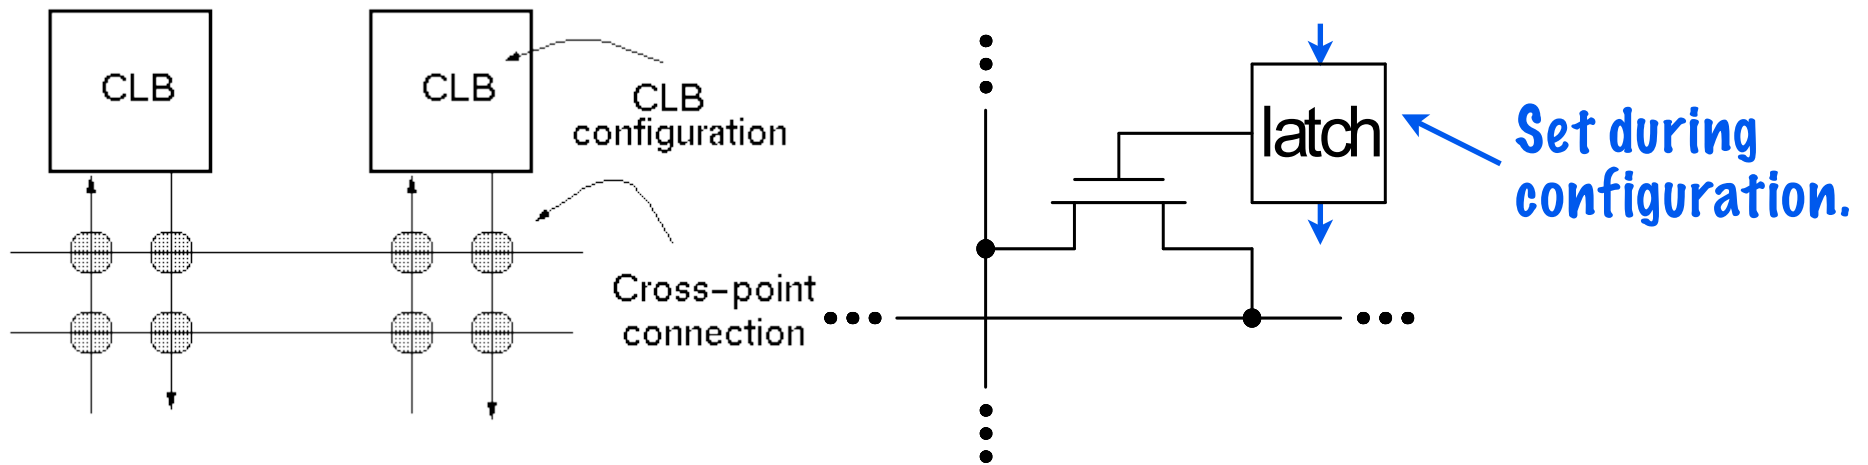 CLB
CLB
CLB
configuration
Cross-point
connection
latch
Set during
configuration.